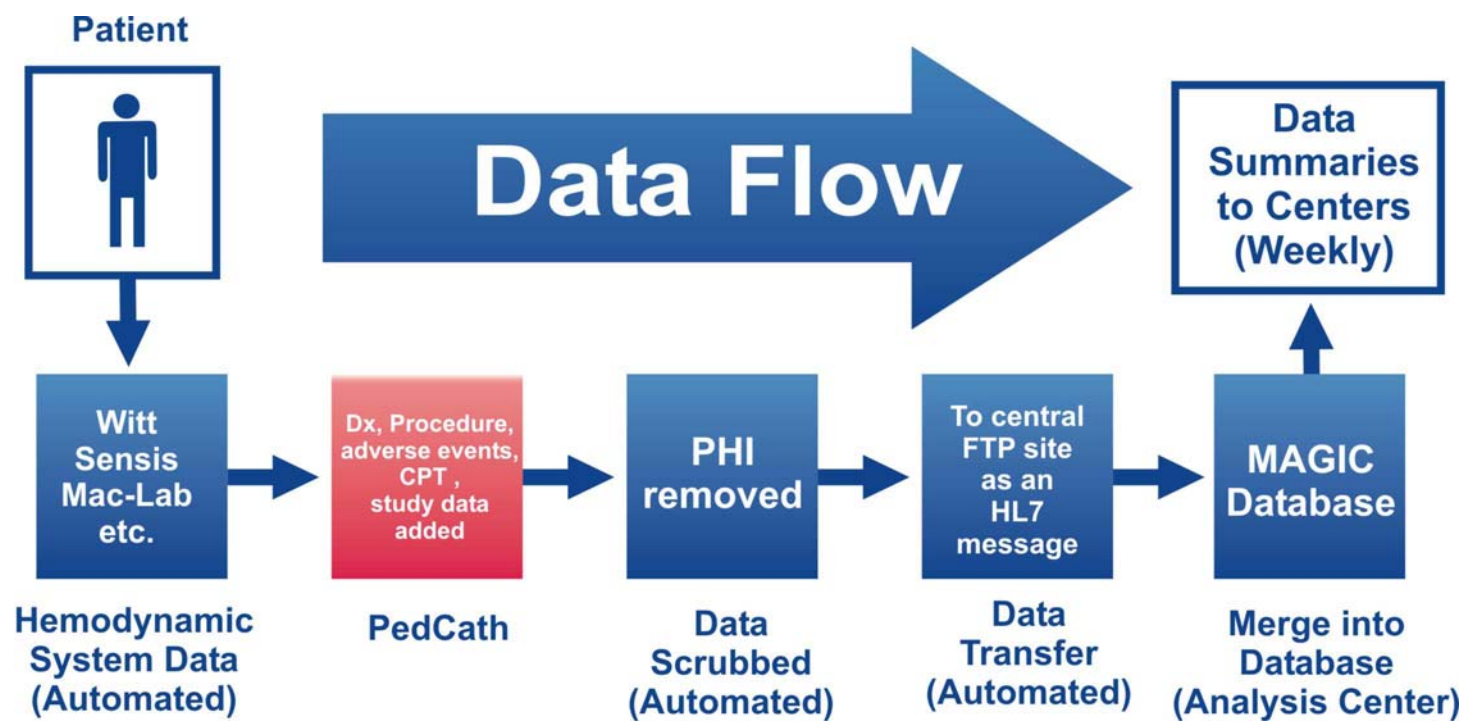 Patient
Data Flow
Data
Summaries
to Centers
(Weekly)
Witt
Sensis
Mac-Lab
etc.
Hemodynamic
System Data
(Automated)
Dx, Procedure,
adverse events,
CPT ,
study data
added
PedCath
PHI
removed
Data
Scrubbed
(Automated)
To central
FTP site
as an
HL7
message
Data
Transfer
(Automated)
MAGIC
Database
Merge into
Database
(Analysis Center)